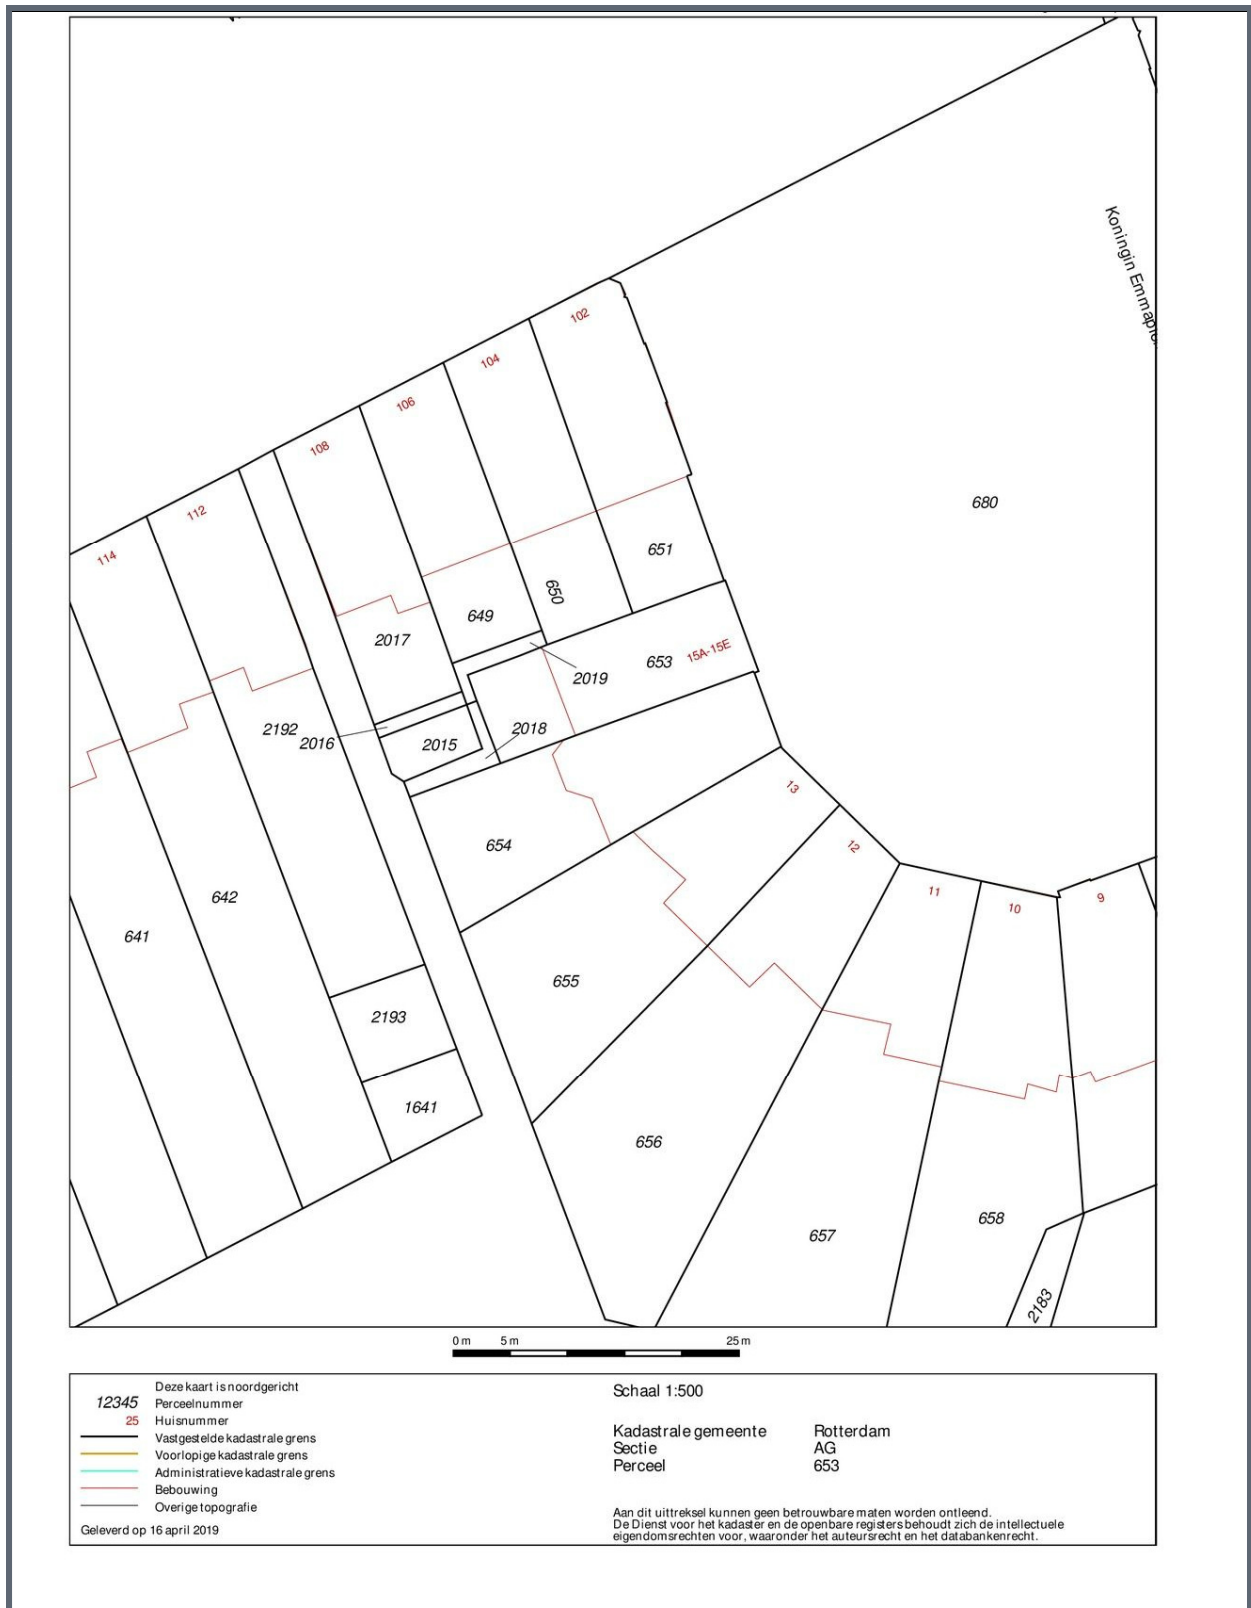 Koningin Emmaplei
102
104
106
108
112
114
680
651
650
649
2017
653
15A-15E
2019
2018
2192
2016
2015
13
654
12
642
11
10
9
641
655
2193
1641
656
657
658
2183
0 m 5 m 25 m
Deze kaart is noordgericht
12345 Perceelnummer
25 Huisnummer
Vastgestelde kadastrale grens
Voorlopige kadastrale grens
Administratieve kadastrale grens
Bebouwing
Overige topografie
Geleverd op 16 april 2019
Schaal 1:500
Kadastrale gemeente Rotterdam
Sectie AG
Perceel 653
Aan dit uittreksel kunnen geen betrouwbare maten worden ontleend.
De Dienst voor het kadaster en de openbare registers behoudt zich de intellectuele
eigendomsrechten voor, waaronder het auteursrecht en het databankenrecht.